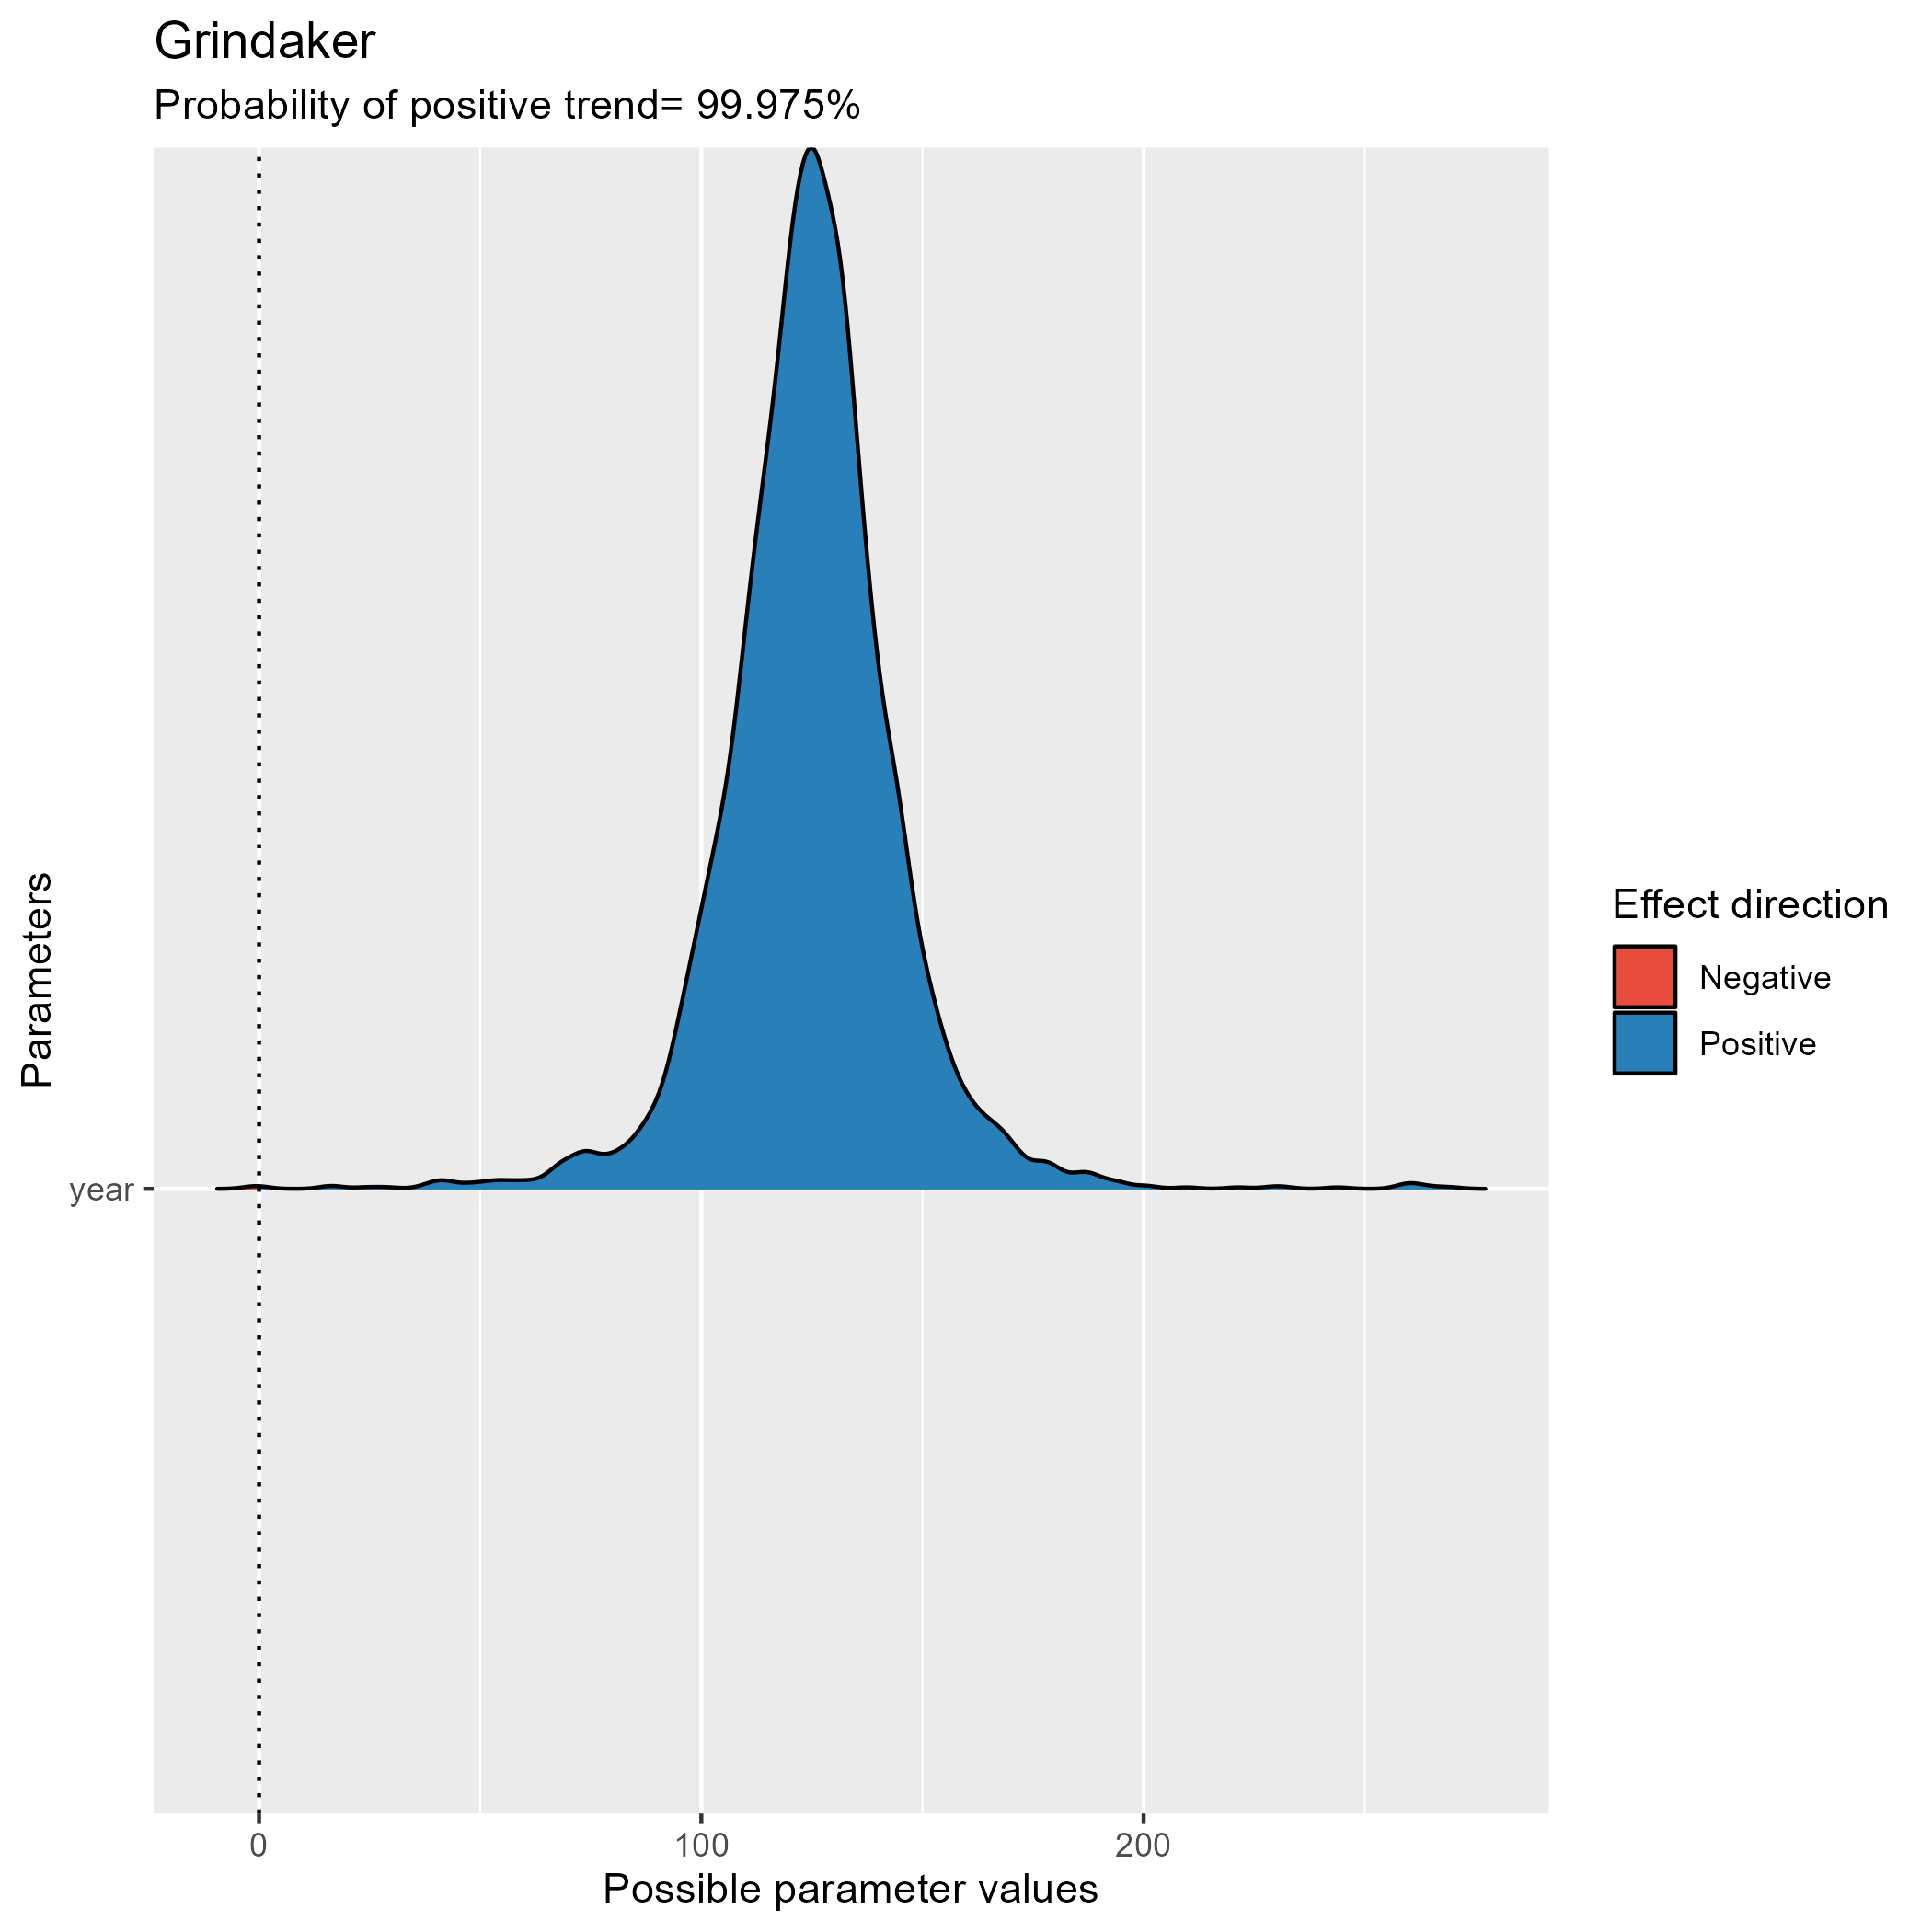 Grindaker
Probability of positive trend= 99.975%
Parameters
year
0 100 200
Possible parameter values
Effect direction
Negative
Positive